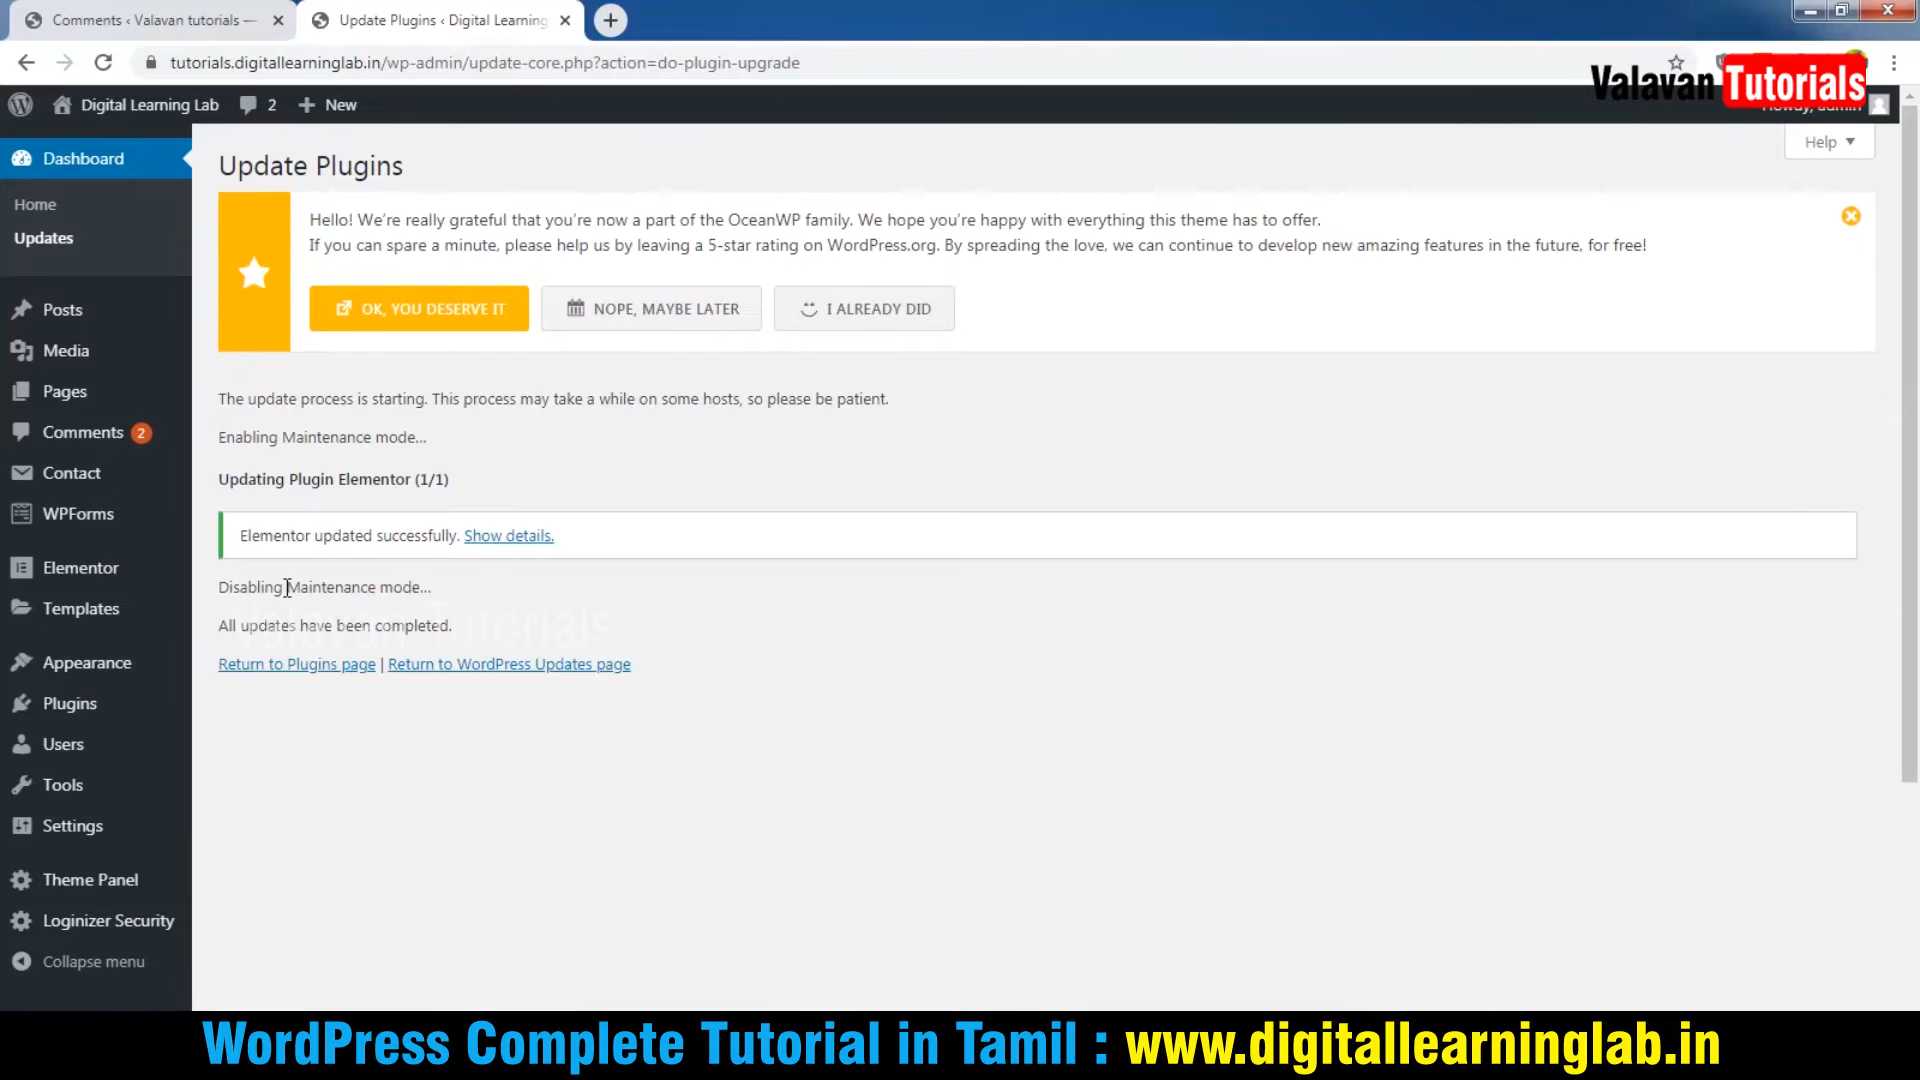 Comments ‹ Valavan tutorials —
Update Plugins ‹ Digital Learning
tutorials.digitallearninglab.in/wp-admin/update-core.php?action=do-plugin-upgrade
Valavan Tutorials
Digital Learning Lab
2
New
Howdy, admin
Help
Dashboard
Home
Updates
Posts
Media
Pages
Comments 2
Contact
WPForms
Elementor
Templates
Appearance
Plugins
Users
Tools
Settings
Theme Panel
Loginizer Security
Collapse menu
Update Plugins
Hello! We're really grateful that you're now a part of the OceanWP family. We hope you're happy with everything this theme has to offer.
If you can spare a minute, please help us by leaving a 5-star rating on WordPress.org. By spreading the love, we can continue to develop new amazing features in the future, for free!
OK, YOU DESERVE IT
NOPE, MAYBE LATER
I ALREADY DID
The update process is starting. This process may take a while on some hosts, so please be patient.
Enabling Maintenance mode...
Updating Plugin Elementor (1/1)
Elementor updated successfully. Show details.
Disabling Maintenance mode...
Valavan Tutorials
All updates have been completed.
Return to Plugins page | Return to WordPress Updates page
WordPress Complete Tutorial in Tamil : www.digitallearninglab.in